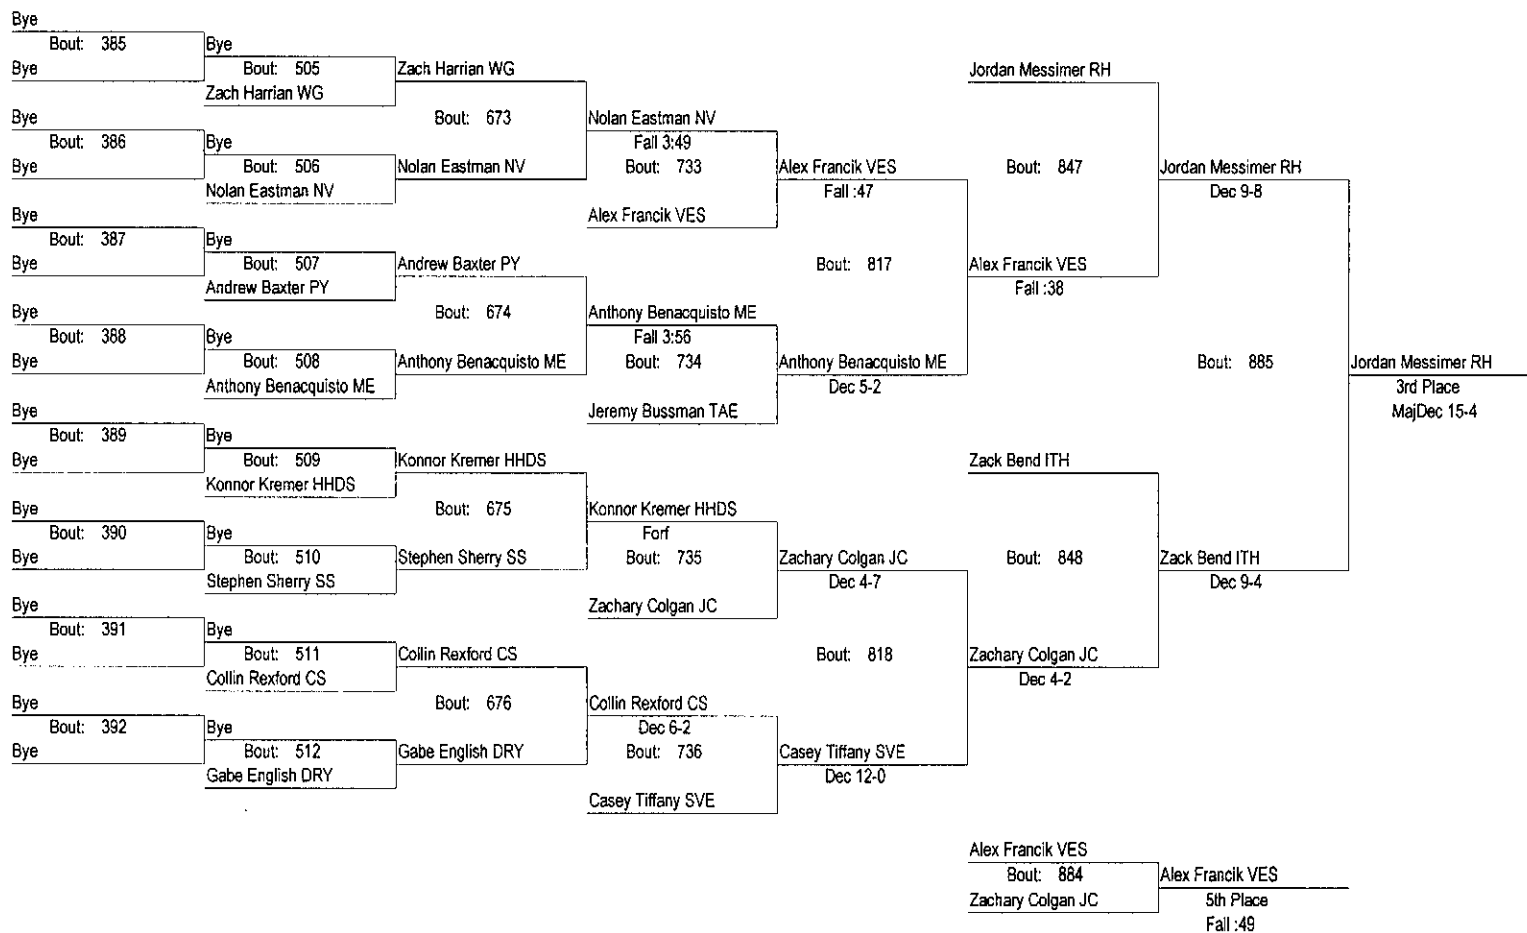 Bye
Bout: 385
Bye
Bye
Bout: 505
Zach Harrian WG
Zach Harrian WG
Bye
Bout: 386
Bye
Bye
Bout: 506
Nolan Eastman NV
Bout: 673
Nolan Eastman NV
Nolan Eastman NV
Fall 3:49
Bout: 733
Alex Francik VES
Alex Francik VES
Fall :47
Bye
Bout: 387
Bye
Bye
Bout: 507
Andrew Baxter PY
Andrew Baxter PY
Bye
Bout: 388
Bye
Bye
Bout: 508
Anthony Benacquisto ME
Bout: 674
Anthony Benacquisto ME
Anthony Benacquisto ME
Fall 3:56
Bout: 734
Jeremy Bussman TAE
Anthony Benacquisto ME
Dec 5-2
Bout: 817
Alex Francik VES
Fall :38
Jordan Messimer RH
Bout: 847
Jordan Messimer RH
Dec 9-8
Bye
Bout: 389
Bye
Bye
Bout: 509
Konnor Kremer HHDS
Konnor Kremer HHDS
Bye
Bout: 390
Bye
Bye
Bout: 510
Stephen Sherry SS
Bout: 675
Stephen Sherry SS
Konnor Kremer HHDS
Forf
Bout: 735
Zachary Colgan JC
Zachary Colgan JC
Dec 4-7
Bye
Bout: 391
Bye
Bye
Bout: 511
Collin Rexford CS
Collin Rexford CS
Bye
Bout: 392
Bye
Bye
Bout: 512
Gabe English DRY
Bout: 676
Gabe English DRY
Collin Rexford CS
Dec 6-2
Bout: 736
Casey Tiffany SVE
Casey Tiffany SVE
Dec 12-0
Bout: 818
Zachary Colgan JC
Dec 4-2
Zack Bend ITH
Bout: 848
Zack Bend ITH
Dec 9-4
Bout: 885
Jordan Messimer RH
3rd Place
MajDec 15-4
Alex Francik VES
Bout: 884
Zachary Colgan JC
Alex Francik VES
5th Place
Fall :49